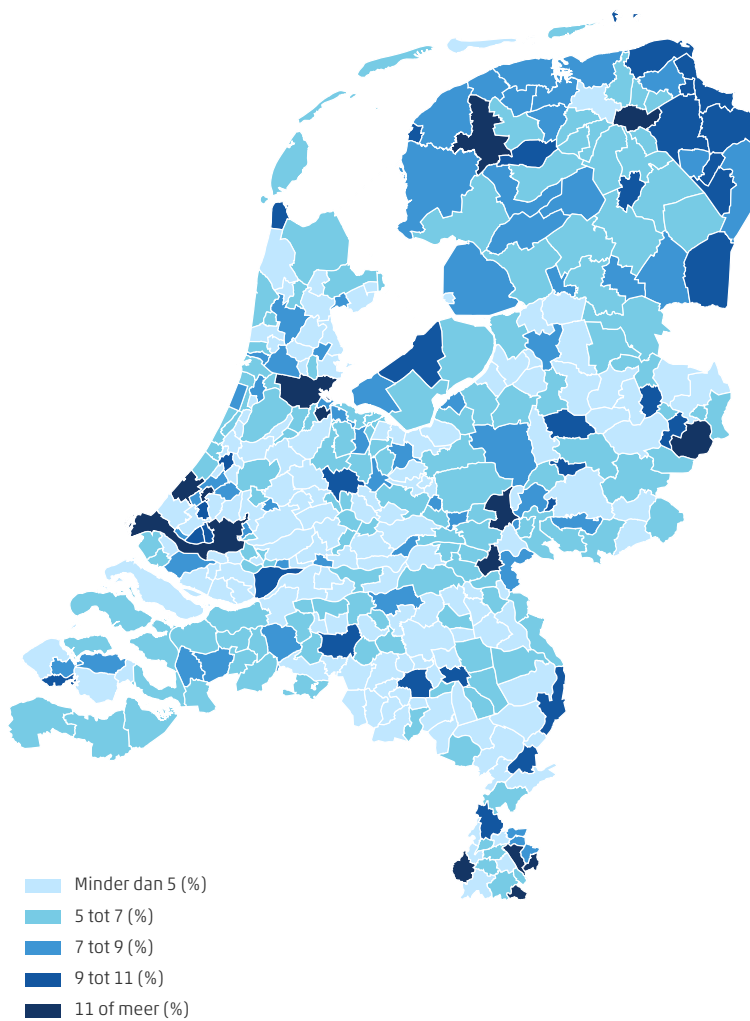 Minder dan 5 (%)
5 tot 7 (%)
7 tot 9 (%)
9 tot 11 (%)
11 of meer (%)